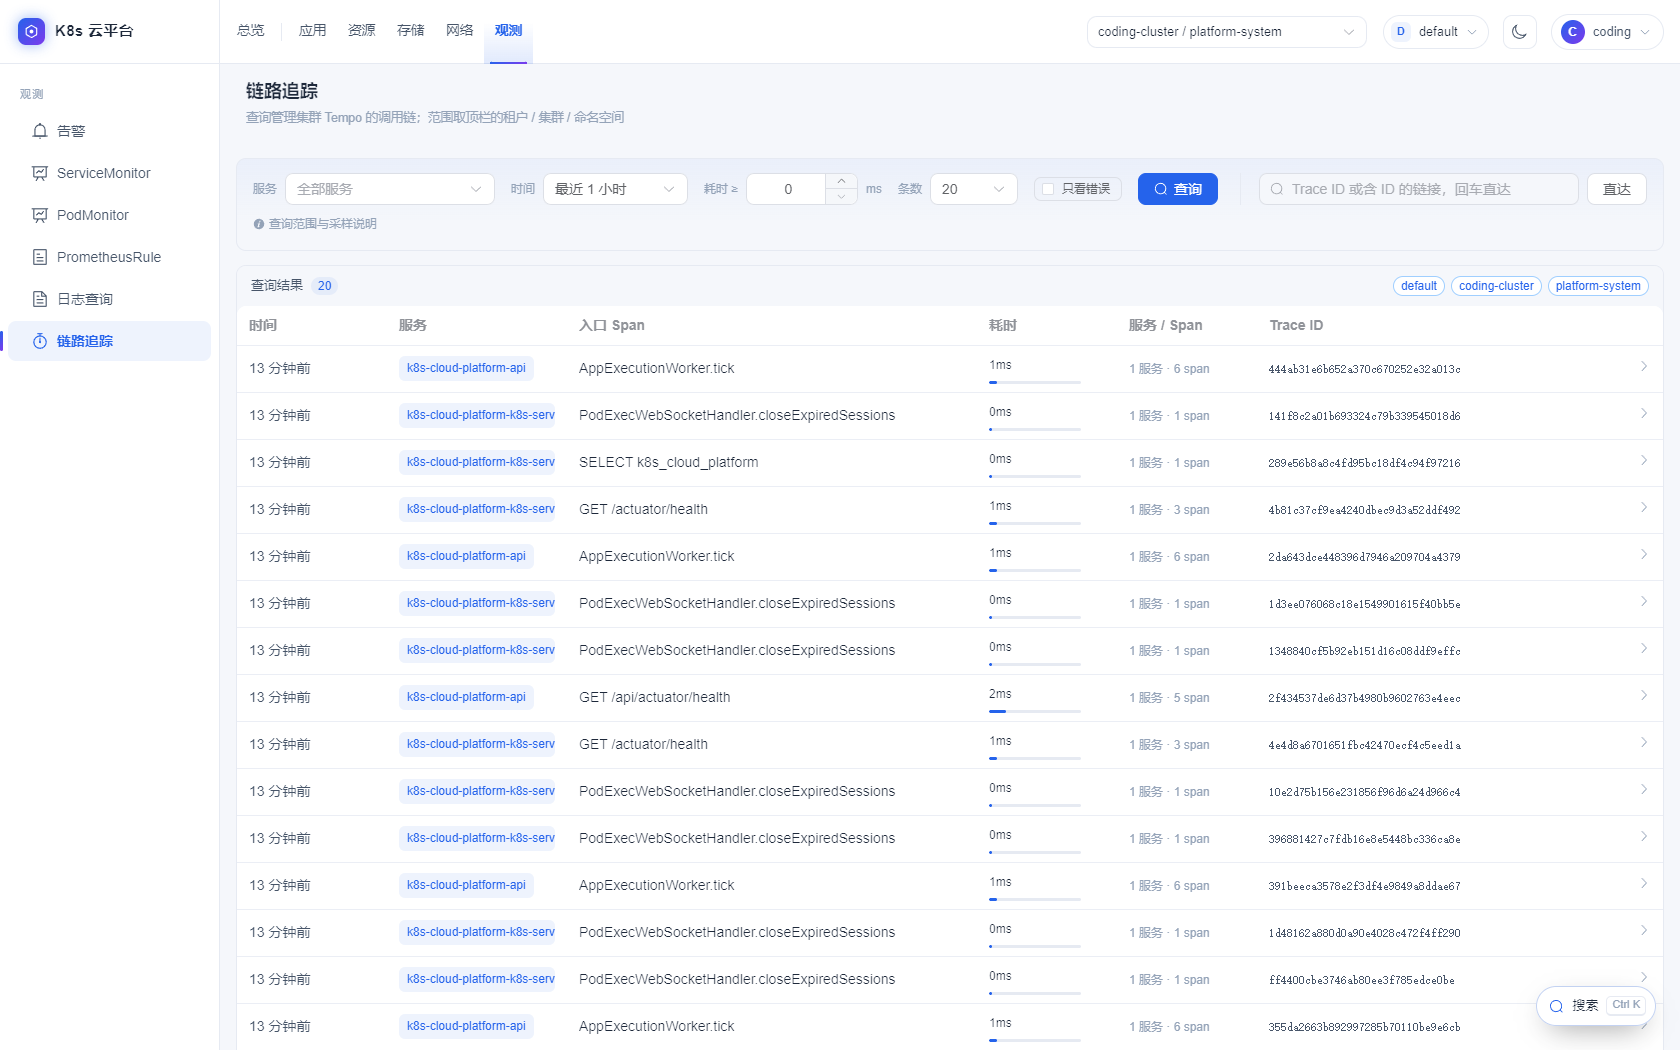 K8s 云平台
总览
应用
资源
存储
网络
观测
coding-cluster / platform-system
D default
C coding
观测
告警
ServiceMonitor
PodMonitor
PrometheusRule
日志查询
链路追踪
链路追踪
查询管理集群 Tempo 的调用链；范围取顶栏的租户 / 集群 / 命名空间
服务 全部服务 时间 最近 1 小时 耗时 ≥ 0 ms 条数 20 只看错误 查询 Trace ID 或含 ID 的链接，回车直达 直达
查询范围与采样说明
查询结果 20 default coding-cluster platform-system
时间 服务 入口 Span 耗时 服务 / Span Trace ID
13 分钟前 k8s-cloud-platform-api AppExecutionWorker.tick 1ms 1 服务 · 6 span 444ab31e6b652a370c670252e32a013c
13 分钟前 k8s-cloud-platform-k8s-serv PodExecWebSocketHandler.closeExpiredSessions 0ms 1 服务 · 1 span 141f8c2a01b693324c79b339545018d6
13 分钟前 k8s-cloud-platform-k8s-serv SELECT k8s_cloud_platform 0ms 1 服务 · 1 span 289e56b8a8c4fd95bc18df4c94f97216
13 分钟前 k8s-cloud-platform-k8s-serv GET /actuator/health 1ms 1 服务 · 3 span 4b81c37cf9ea4240dbec9d3a52ddf492
13 分钟前 k8s-cloud-platform-api AppExecutionWorker.tick 1ms 1 服务 · 6 span 2da643dce448396d7946a209704a4379
13 分钟前 k8s-cloud-platform-k8s-serv PodExecWebSocketHandler.closeExpiredSessions 0ms 1 服务 · 1 span 1d3ee076068c18e1549901615f40bb5e
13 分钟前 k8s-cloud-platform-k8s-serv PodExecWebSocketHandler.closeExpiredSessions 0ms 1 服务 · 1 span 1348840cf5b92eb151d16c08ddf9effc
13 分钟前 k8s-cloud-platform-api GET /api/actuator/health 2ms 1 服务 · 5 span 2f434537de6d37b4980b9602763e4eec
13 分钟前 k8s-cloud-platform-k8s-serv GET /actuator/health 1ms 1 服务 · 3 span 4e4d8a6701651fbc42470ecf4c5eed1a
13 分钟前 k8s-cloud-platform-k8s-serv PodExecWebSocketHandler.closeExpiredSessions 0ms 1 服务 · 1 span 10e2d75b156e231856f96d6a24d966c4
13 分钟前 k8s-cloud-platform-k8s-serv PodExecWebSocketHandler.closeExpiredSessions 0ms 1 服务 · 1 span 396881427c7fdb16e8e5448bc336ca8e
13 分钟前 k8s-cloud-platform-api AppExecutionWorker.tick 1ms 1 服务 · 6 span 391beeca3578e2f3df4e9849a8ddae67
13 分钟前 k8s-cloud-platform-k8s-serv PodExecWebSocketHandler.closeExpiredSessions 0ms 1 服务 · 1 span 1d48162a880d0a90e4028c472f4ff290
13 分钟前 k8s-cloud-platform-k8s-serv PodExecWebSocketHandler.closeExpiredSessions 0ms 1 服务 · 1 span ff4400cbe3746ab80ee3f785edce0be
13 分钟前 k8s-cloud-platform-api AppExecutionWorker.tick 1ms 1 服务 · 6 span 355da2663b892997285b70110be9e6cb
搜索 Ctrl K